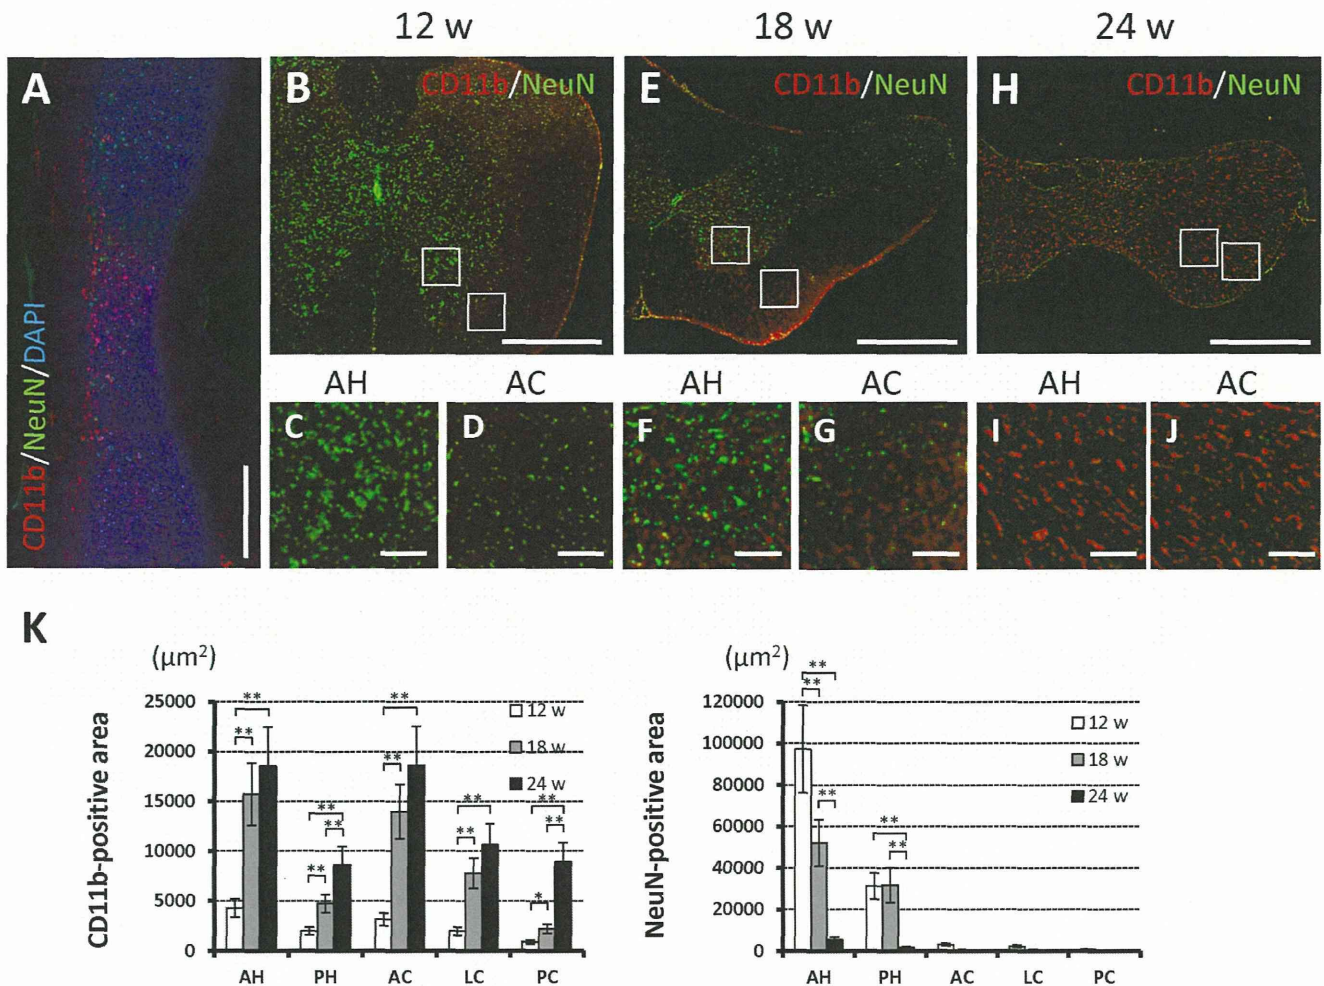 12 w 18 w 24 w
A
CD11b/NeuN/DAPI
B CD11b/NeuN
E CD11b/NeuN
H CD11b/NeuN
AH AC AH AC AH AC
C D F G I J
K
(µm²)
CD11b-positive area
25000
20000
15000
10000
5000
0
** ** ** ** ** ** ** ** ** ** ** *
12 w
18 w
24 w
AH PH AC LC PC
(µm²)
NeuN-positive area
120000
100000
80000
60000
40000
20000
0
** ** ** ** **
12 w
18 w
24 w
AH PH AC LC PC